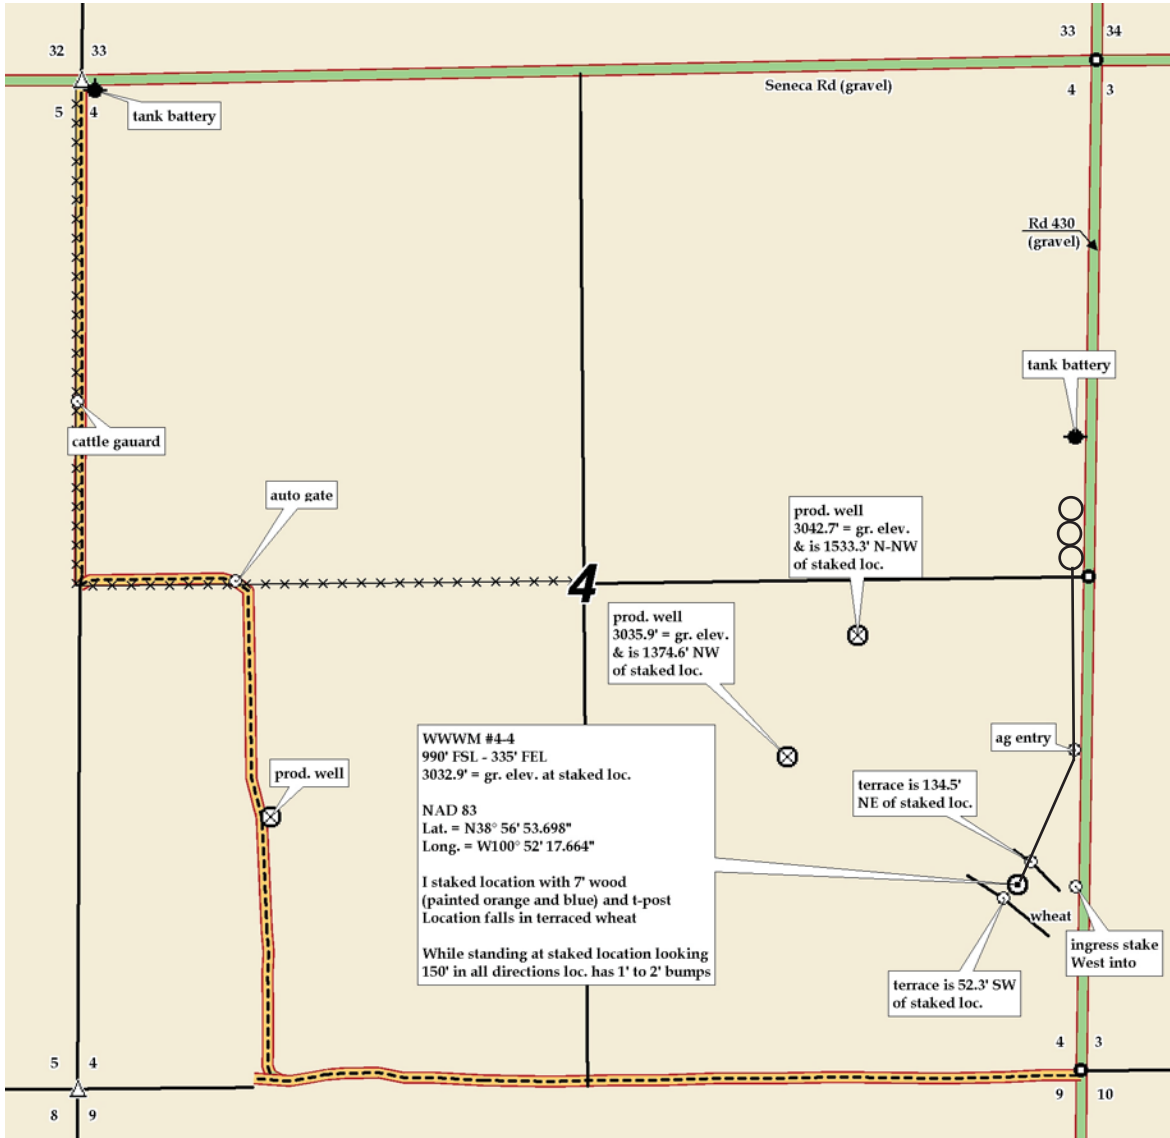 32 33
33 34
5 4
tank battery
Seneca Rd (gravel)
4 3
Rd 430
(gravel)
tank battery
cattle gauard
auto gate
prod. well
3042.7' = gr. elev.
& is 1533.3' N-NW
of staked loc.
4
prod. well
3035.9' = gr. elev.
& is 1374.6' NW
of staked loc.
ag entry
prod. well
WWWM #4-4
990' FSL - 335' FEL
3032.9' = gr. elev. at staked loc.
NAD 83
Lat. = N38° 56' 53.698"
Long. = W100° 52' 17.664"
I staked location with 7' wood
(painted orange and blue) and t-post
Location falls in terraced wheat
While standing at staked location looking
150' in all directions loc. has 1' to 2' bumps
terrace is 134.5'
NE of staked loc.
wheat
ingress stake
West into
terrace is 52.3' SW
of staked loc.
5 4
8 9
4 3
9 10